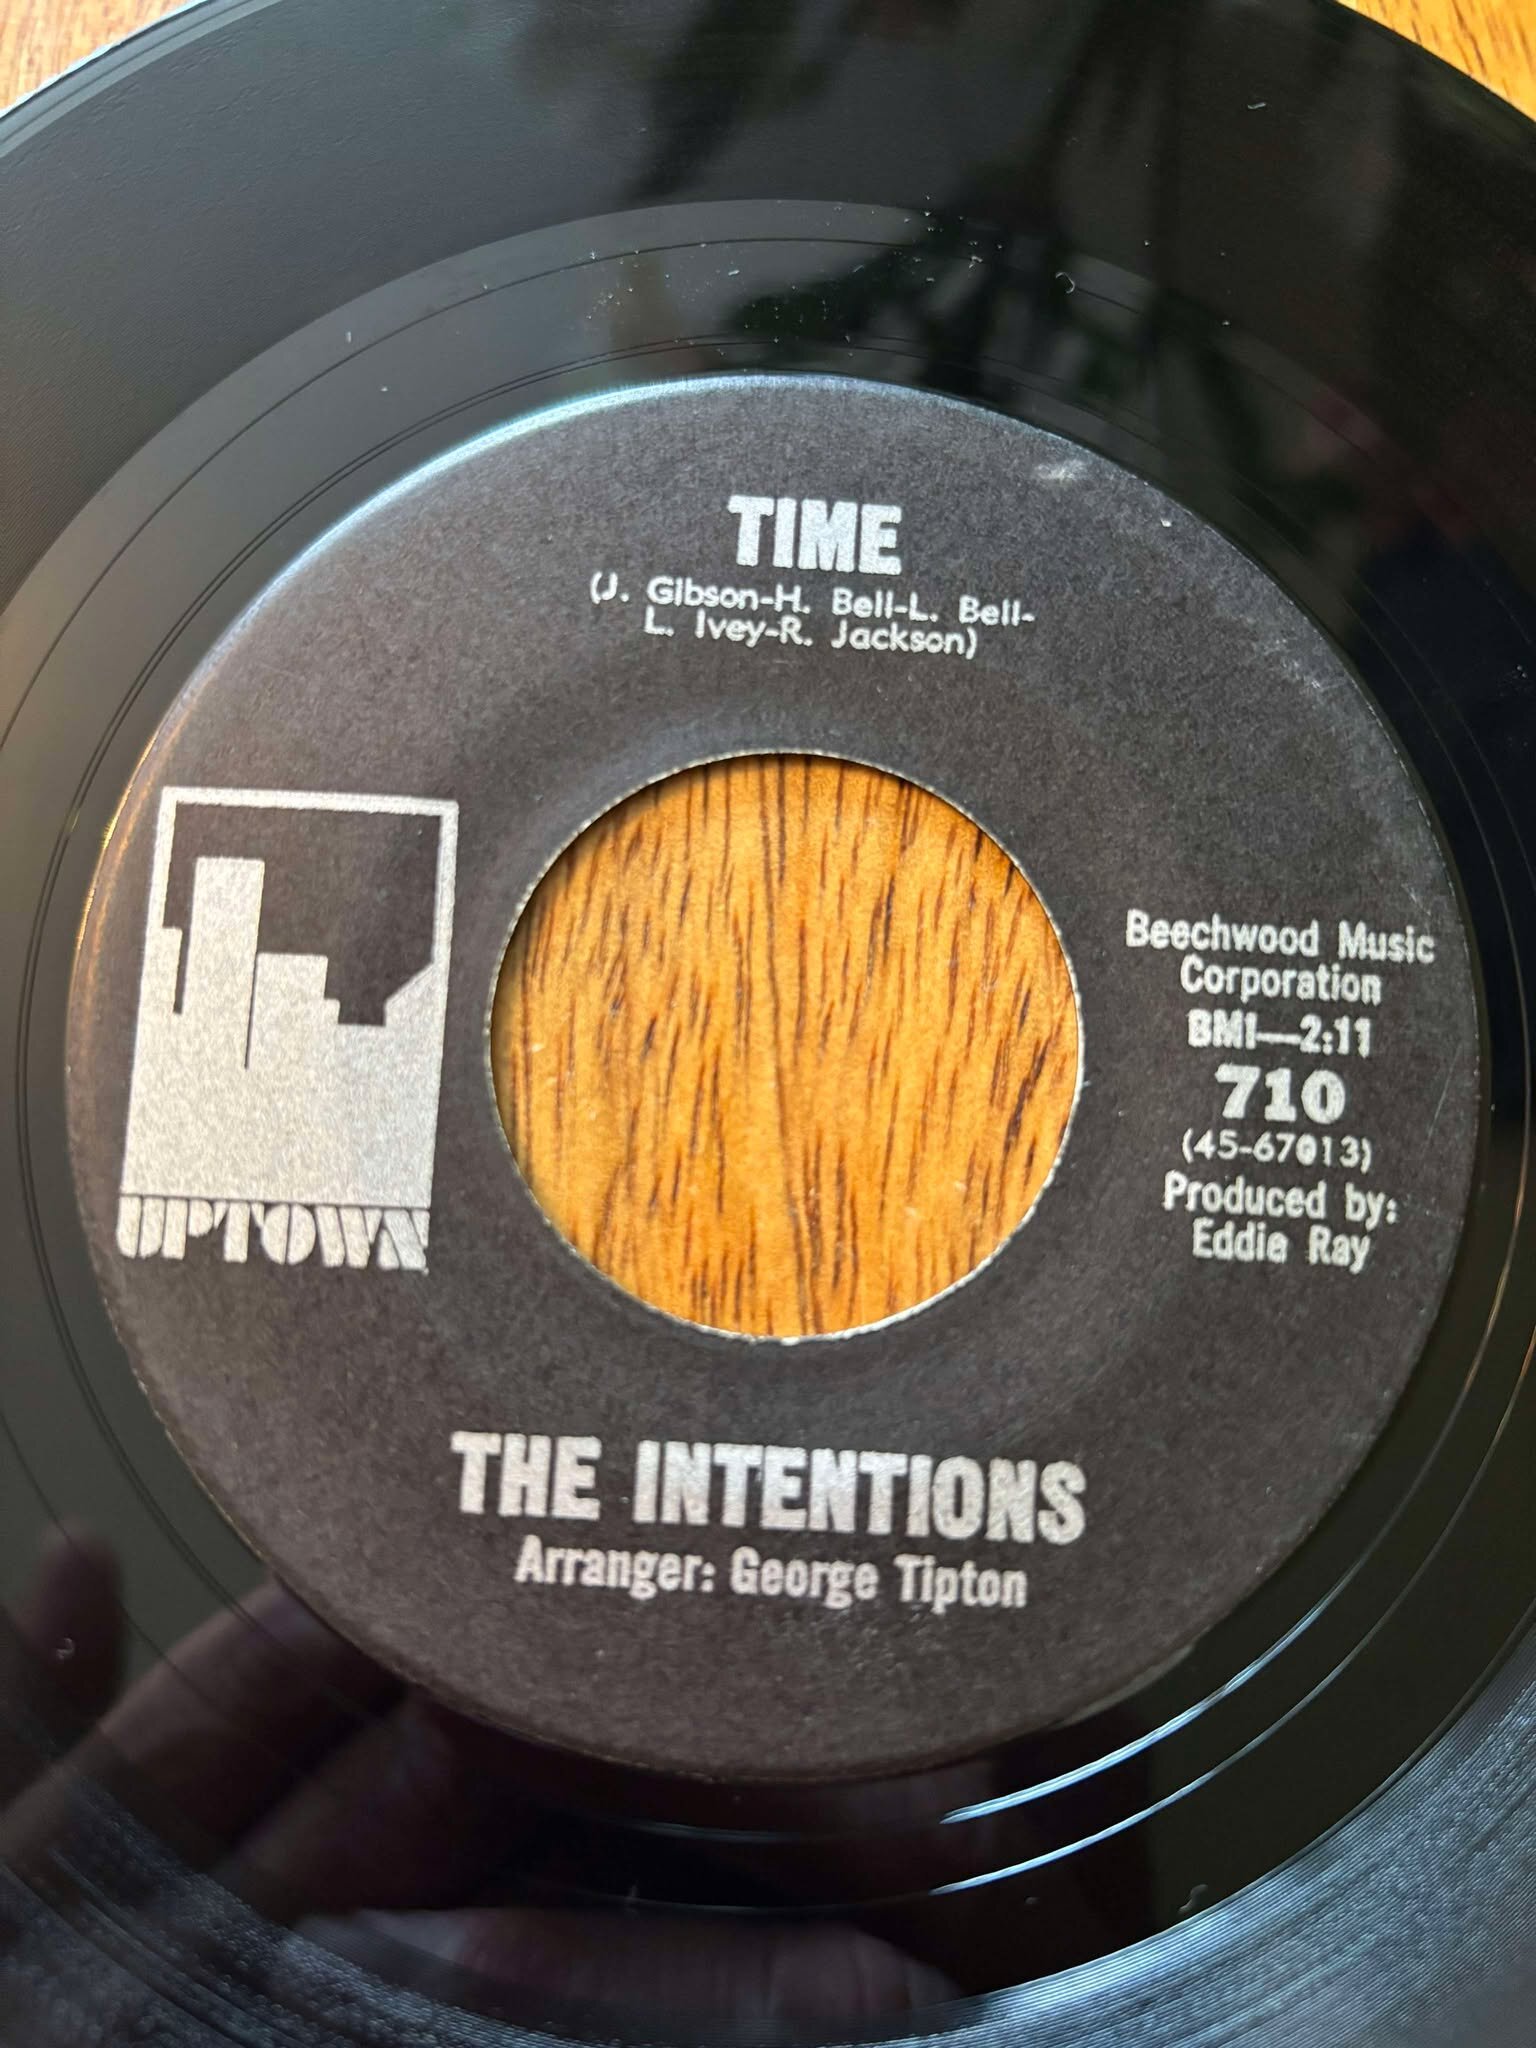 TIME
(J. Gibson-H. Bell-L. Bell-
L. Ivey-R. Jackson)
UPTOWN
Beechwood Music
Corporation
BMI—2:11
710
(45-67013)
Produced by:
Eddie Ray
THE INTENTIONS
Arranger: George Tipton